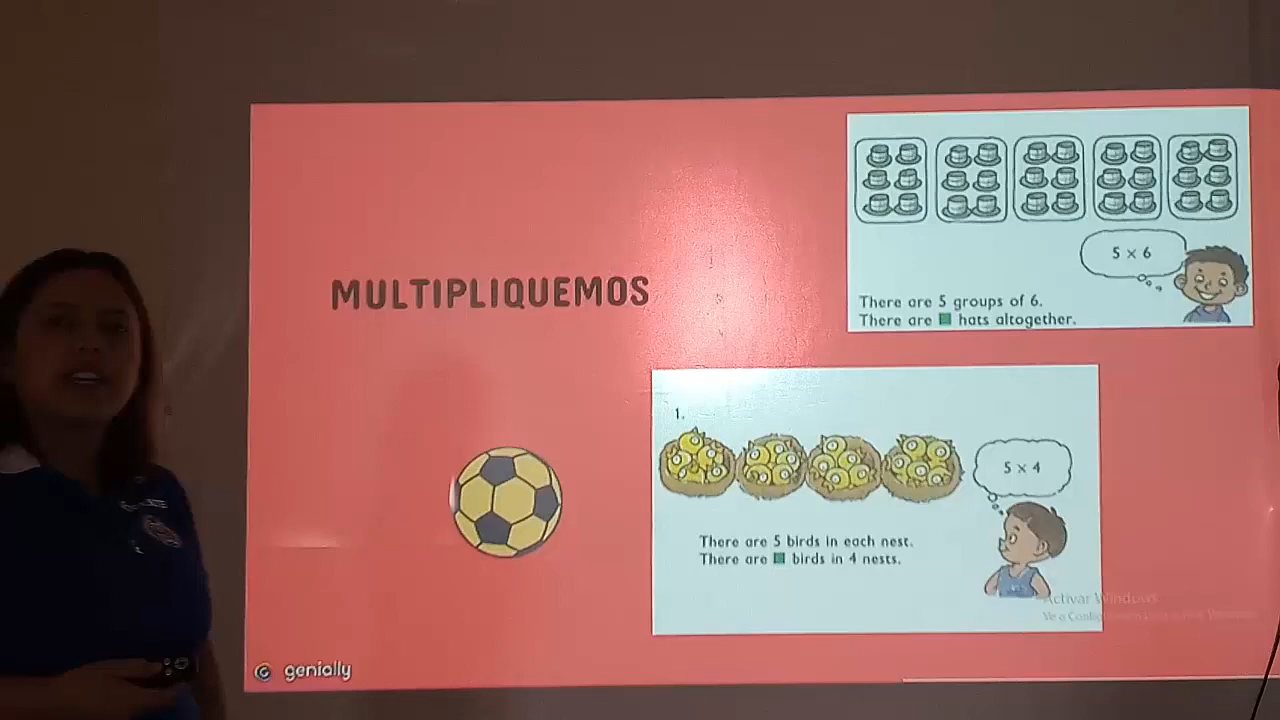 MULTIPLIQUEMOS
5 × 6
There are 5 groups of 6.
There are hats altogether.
1.
5 × 4
There are 5 birds in each nest.
There are birds in 4 nests.
Activar Windows
genially